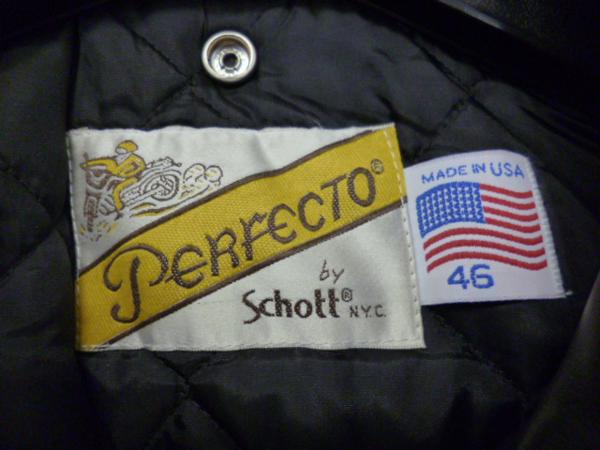 PERFECTO®
by
Schott®
N.Y.C.
MADE IN USA
46